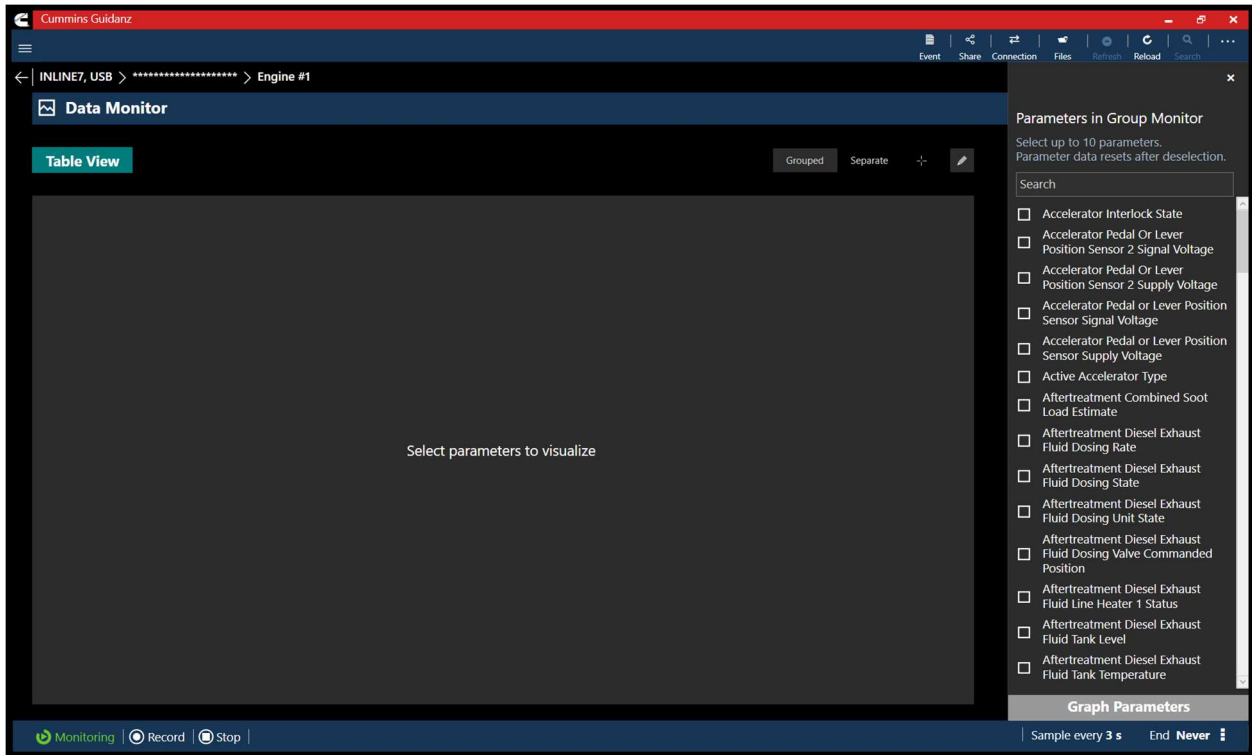 Cummins Guidanz
Event Share Connection Files Refresh Reload Search
INLINE7, USB > ********************* > Engine #1
Data Monitor
Table View
Grouped Separate
Select parameters to visualize
Parameters in Group Monitor
Select up to 10 parameters.
Parameter data resets after deselection.
Search
Accelerator Interlock State
Accelerator Pedal Or Lever
Position Sensor 2 Signal Voltage
Accelerator Pedal Or Lever
Position Sensor 2 Supply Voltage
Accelerator Pedal or Lever Position
Sensor Signal Voltage
Accelerator Pedal or Lever Position
Sensor Supply Voltage
Active Accelerator Type
Aftertreatment Combined Soot
Load Estimate
Aftertreatment Diesel Exhaust
Fluid Dosing Rate
Aftertreatment Diesel Exhaust
Fluid Dosing State
Aftertreatment Diesel Exhaust
Fluid Dosing Unit State
Aftertreatment Diesel Exhaust
Fluid Dosing Valve Commanded
Position
Aftertreatment Diesel Exhaust
Fluid Line Heater 1 Status
Aftertreatment Diesel Exhaust
Fluid Tank Level
Aftertreatment Diesel Exhaust
Fluid Tank Temperature
Graph Parameters
Monitoring Record Stop
Sample every 3 s End Never